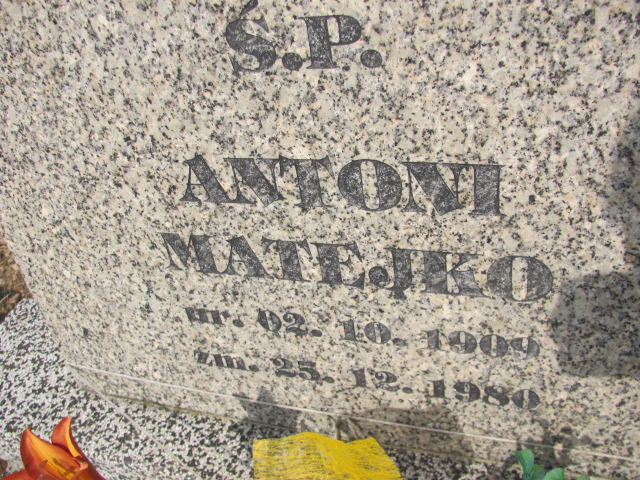 Ś.P.
ANTONI
MATEJKO
ur. 02. 10. 1909
zm. 25. 12. 1980